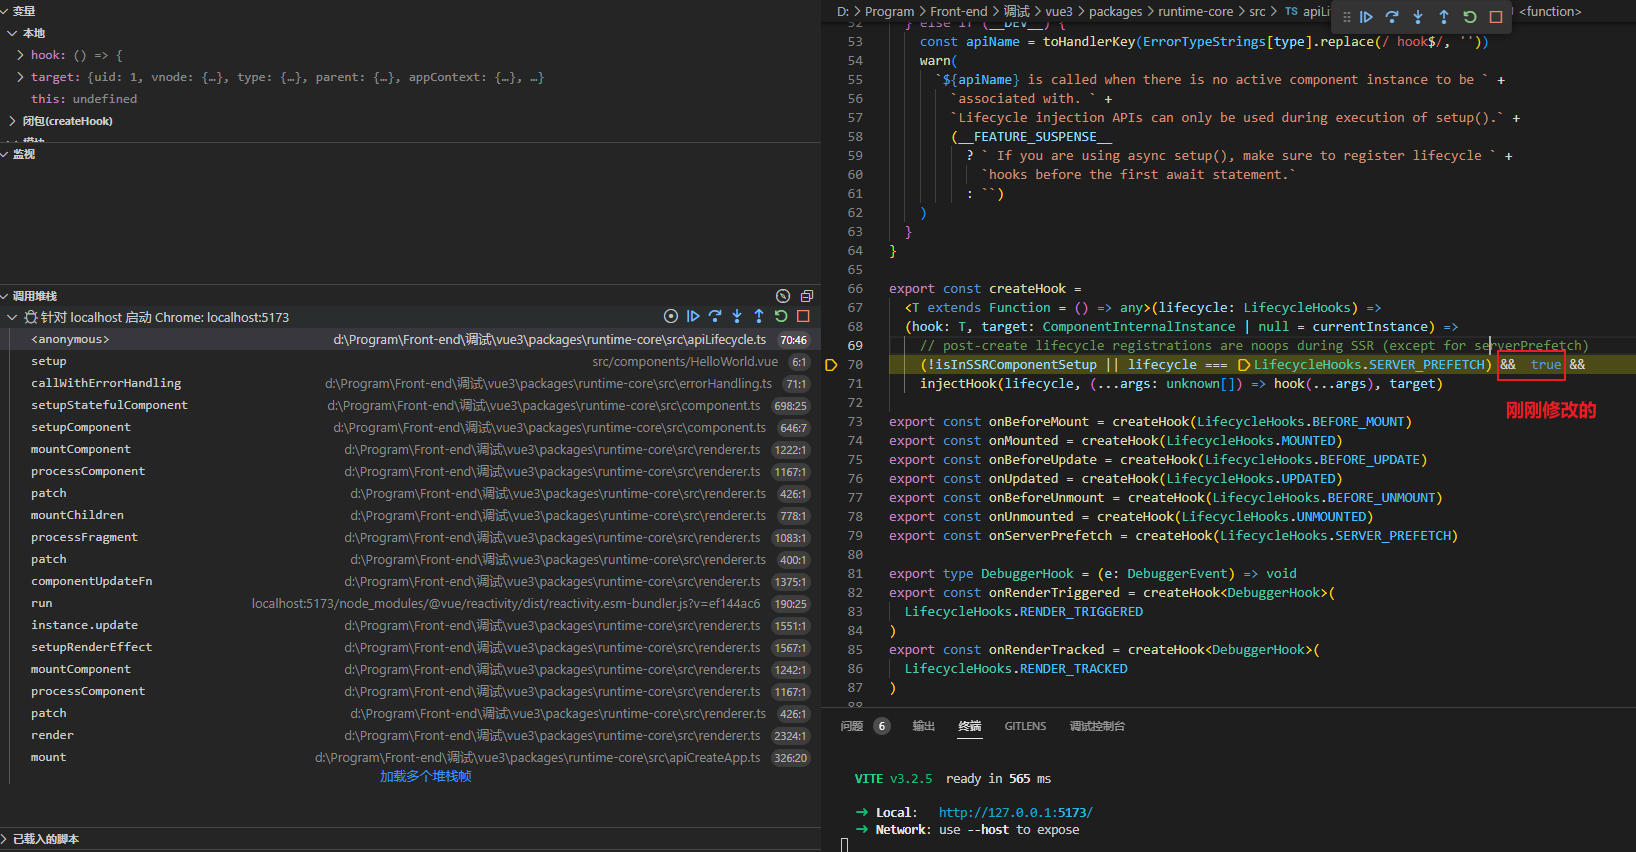 变量
本地
hook: () => {
target: {uid: 1, vnode: {…}, type: {…}, parent: {…}, appContext: {…}, …}
this: undefined
闭包(createHook)
监视
调用堆栈
针对 localhost 启动 Chrome: localhost:5173
<anonymous> d:\Program\Front-end\调试\vue3\packages\runtime-core\src\apiLifecycle.ts 70:46
setup src/components/HelloWorld.vue 6:1
callWithErrorHandling d:\Program\Front-end\调试\vue3\packages\runtime-core\src\errorHandling.ts 71:1
setupStatefulComponent d:\Program\Front-end\调试\vue3\packages\runtime-core\src\component.ts 698:25
setupComponent d:\Program\Front-end\调试\vue3\packages\runtime-core\src\component.ts 646:7
mountComponent d:\Program\Front-end\调试\vue3\packages\runtime-core\src\renderer.ts 1222:1
processComponent d:\Program\Front-end\调试\vue3\packages\runtime-core\src\renderer.ts 1167:1
patch d:\Program\Front-end\调试\vue3\packages\runtime-core\src\renderer.ts 426:1
mountChildren d:\Program\Front-end\调试\vue3\packages\runtime-core\src\renderer.ts 778:1
processFragment d:\Program\Front-end\调试\vue3\packages\runtime-core\src\renderer.ts 1083:1
patch d:\Program\Front-end\调试\vue3\packages\runtime-core\src\renderer.ts 400:1
componentUpdateFn d:\Program\Front-end\调试\vue3\packages\runtime-core\src\renderer.ts 1375:1
run localhost:5173/node_modules/@vue/reactivity/dist/reactivity.esm-bundler.js?v=ef144ac6 190:25
instance.update d:\Program\Front-end\调试\vue3\packages\runtime-core\src\renderer.ts 1551:1
setupRenderEffect d:\Program\Front-end\调试\vue3\packages\runtime-core\src\renderer.ts 1567:1
mountComponent d:\Program\Front-end\调试\vue3\packages\runtime-core\src\renderer.ts 1242:1
processComponent d:\Program\Front-end\调试\vue3\packages\runtime-core\src\renderer.ts 1167:1
patch d:\Program\Front-end\调试\vue3\packages\runtime-core\src\renderer.ts 426:1
render d:\Program\Front-end\调试\vue3\packages\runtime-core\src\renderer.ts 2324:1
mount d:\Program\Front-end\调试\vue3\packages\runtime-core\src\apiCreateApp.ts 326:20
加载多个堆栈帧
已载入的脚本
D: > Program > Front-end > 调试 > vue3 > packages > runtime-core > src > TS apiLi <function>
52 } else if (__DEV__) {
53 const apiName = toHandlerKey(ErrorTypeStrings[type].replace(/ hook$/, ''))
54 warn(
55 `${apiName} is called when there is no active component instance to be ` +
56 `associated with. ` +
57 `Lifecycle injection APIs can only be used during execution of setup().` +
58 (__FEATURE_SUSPENSE__
59 ? ` If you are using async setup(), make sure to register lifecycle ` +
60 `hooks before the first await statement.`
61 : ``)
62 )
63 }
64 }
65
66 export const createHook =
67 <T extends Function = () => any>(lifecycle: LifecycleHooks) =>
68 (hook: T, target: ComponentInternalInstance | null = currentInstance) =>
69 // post-create lifecycle registrations are noops during SSR (except for serverPrefetch)
70 (!isInSSRComponentSetup || lifecycle === LifecycleHooks.SERVER_PREFETCH) && true &&
71 injectHook(lifecycle, (...args: unknown[]) => hook(...args), target)
72
刚刚修改的
73 export const onBeforeMount = createHook(LifecycleHooks.BEFORE_MOUNT)
74 export const onMounted = createHook(LifecycleHooks.MOUNTED)
75 export const onBeforeUpdate = createHook(LifecycleHooks.BEFORE_UPDATE)
76 export const onUpdated = createHook(LifecycleHooks.UPDATED)
77 export const onBeforeUnmount = createHook(LifecycleHooks.BEFORE_UNMOUNT)
78 export const onUnmounted = createHook(LifecycleHooks.UNMOUNTED)
79 export const onServerPrefetch = createHook(LifecycleHooks.SERVER_PREFETCH)
80
81 export type DebuggerHook = (e: DebuggerEvent) => void
82 export const onRenderTriggered = createHook<DebuggerHook>(
83 LifecycleHooks.RENDER_TRIGGERED
84 )
85 export const onRenderTracked = createHook<DebuggerHook>(
86 LifecycleHooks.RENDER_TRACKED
87 )
88
问题 6 输出 终端 GITLENS 调试控制台
VITE v3.2.5 ready in 565 ms
➜ Local: http://127.0.0.1:5173/
➜ Network: use --host to expose